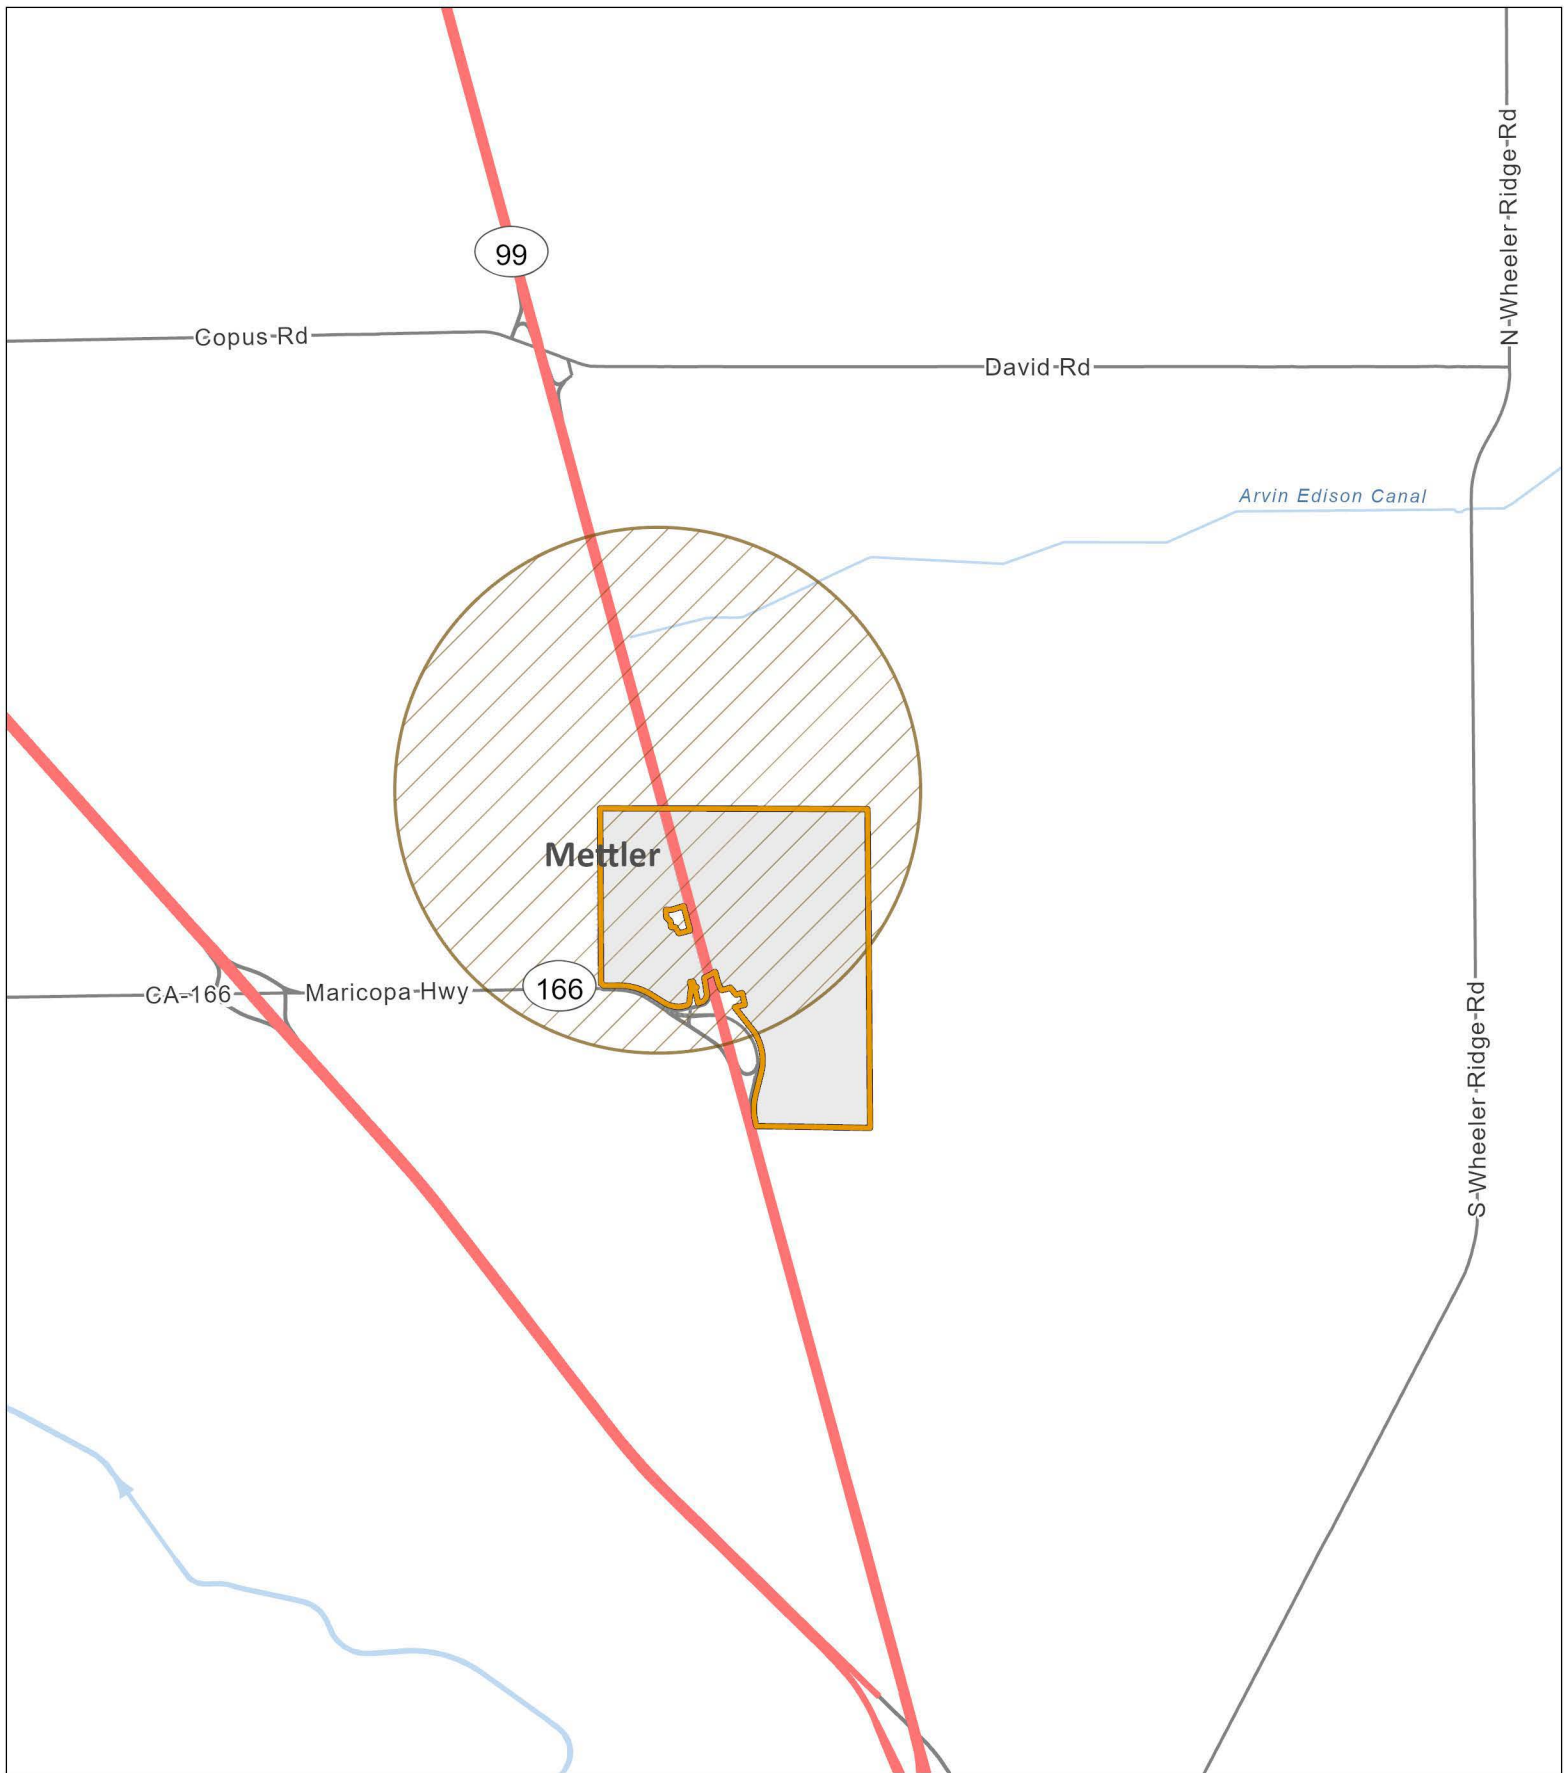 N-Wheeler-Ridge-Rd
99
Copus-Rd
David-Rd
Arvin Edison Canal
Mettler
CA-166
Maricopa-Hwy
166
S-Wheeler-Ridge-Rd